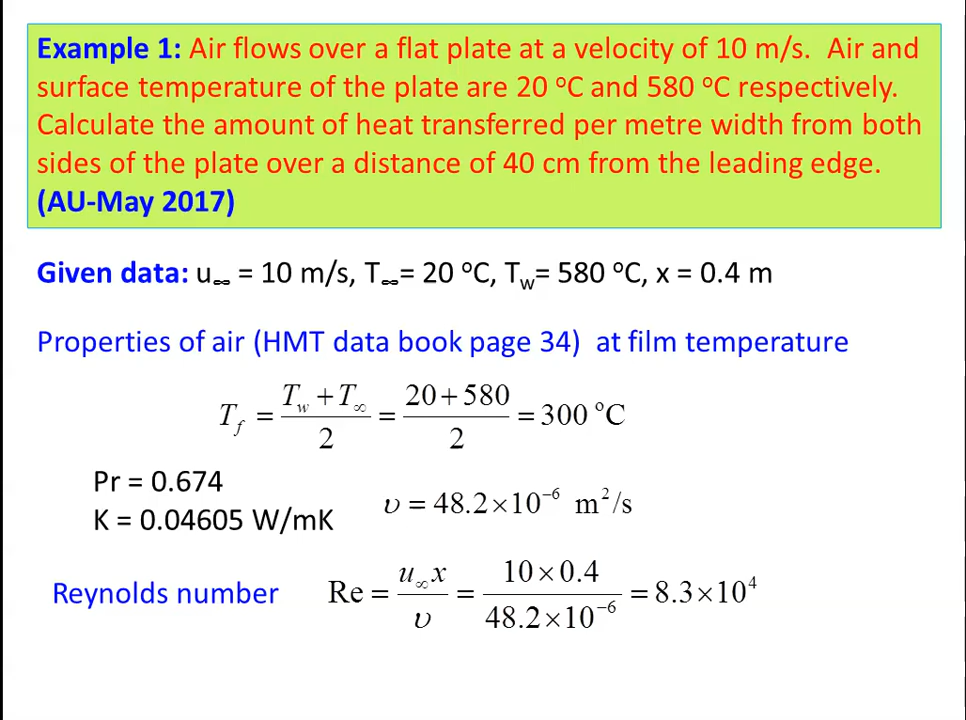 Example 1: Air flows over a flat plate at a velocity of 10 m/s. Air and
surface temperature of the plate are 20 °C and 580 °C respectively.
Calculate the amount of heat transferred per metre width from both
sides of the plate over a distance of 40 cm from the leading edge.
(AU-May 2017)
Given data: u∞ = 10 m/s, T∞= 20 °C, Tw= 580 °C, x = 0.4 m
Properties of air (HMT data book page 34) at film temperature
T_f = (T_w + T_∞)/2 = (20 + 580)/2 = 300 °C
Pr = 0.674
K = 0.04605 W/mK
υ = 48.2×10⁻⁶ m²/s
Reynolds number Re = u_∞ x/υ = (10 × 0.4)/(48.2×10⁻⁶) = 8.3×10⁴